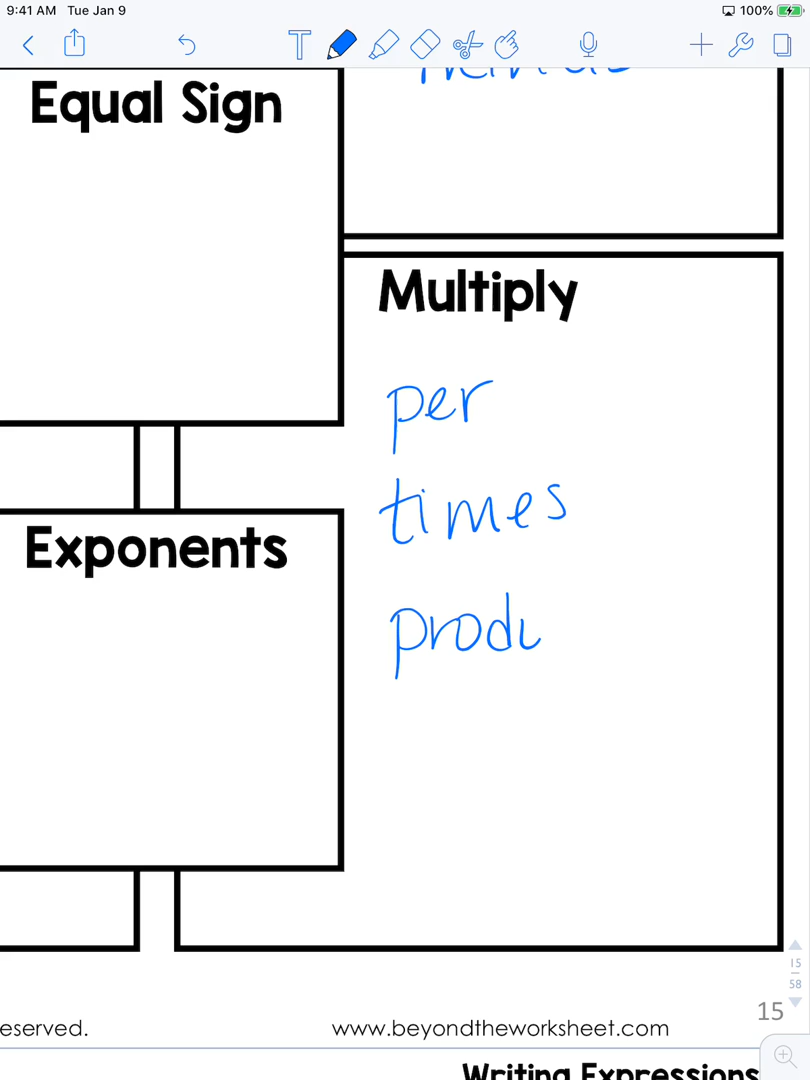 9:41 AM Tue Jan 9
100%
T
Equal Sign
Multiply
per
times
Exponents
produ
15
58
15
eserved.
www.beyondtheworksheet.com
Writing Expressions